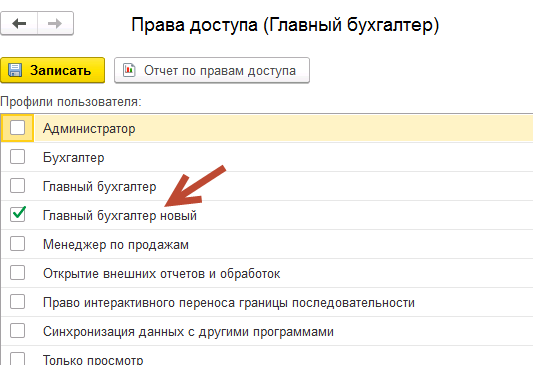 Права доступа (Главный бухгалтер)
Записать
Отчет по правам доступа
Профили пользователя:
Администратор
Бухгалтер
Главный бухгалтер
Главный бухгалтер новый
Менеджер по продажам
Открытие внешних отчетов и обработок
Право интерактивного переноса границы последовательности
Синхронизация данных с другими программами
Только просмотр